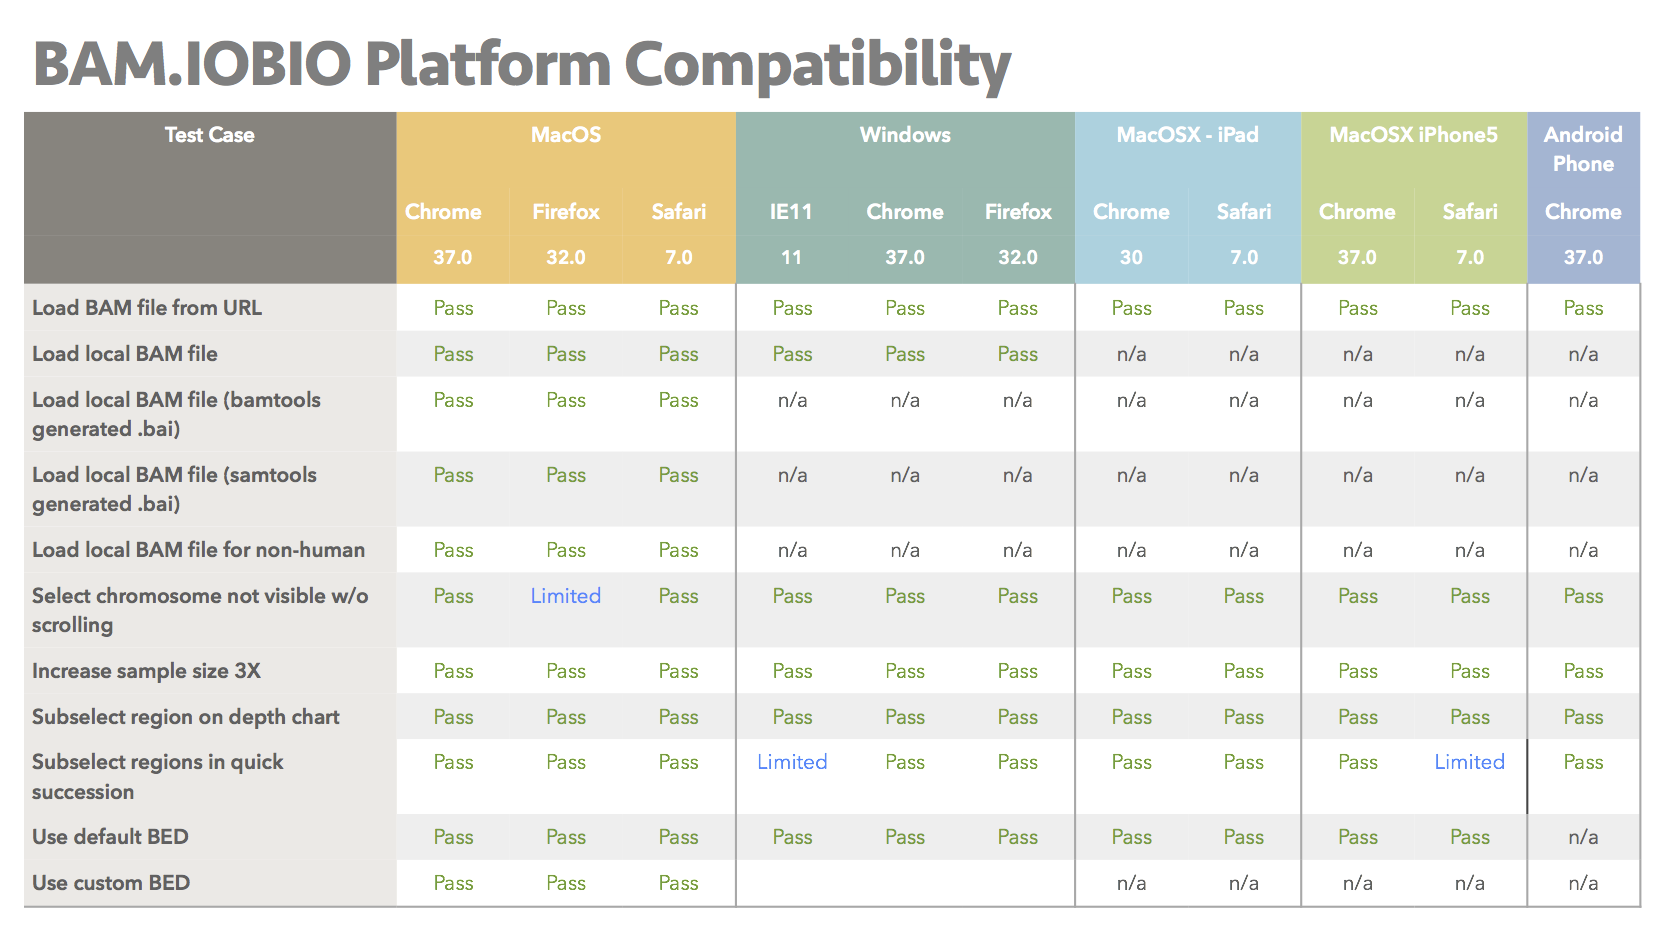 BAM.IOBIO Platform Compatibility
Test Case MacOS Windows MacOSX - iPad MacOSX iPhone5 Android
Phone
Chrome Firefox Safari IE11 Chrome Firefox Chrome Safari Chrome Safari Chrome
37.0 32.0 7.0 11 37.0 32.0 30 7.0 37.0 7.0 37.0
Load BAM file from URL Pass Pass Pass Pass Pass Pass Pass Pass Pass Pass Pass
Load local BAM file Pass Pass Pass Pass Pass Pass n/a n/a n/a n/a n/a
Load local BAM file (bamtools Pass Pass Pass n/a n/a n/a n/a n/a n/a n/a n/a
generated .bai)
Load local BAM file (samtools Pass Pass Pass n/a n/a n/a n/a n/a n/a n/a n/a
generated .bai)
Load local BAM file for non-human Pass Pass Pass n/a n/a n/a n/a n/a n/a n/a n/a
Select chromosome not visible w/o Pass Limited Pass Pass Pass Pass Pass Pass Pass Pass Pass
scrolling
Increase sample size 3X Pass Pass Pass Pass Pass Pass Pass Pass Pass Pass Pass
Subselect region on depth chart Pass Pass Pass Pass Pass Pass Pass Pass Pass Pass Pass
Subselect regions in quick Pass Pass Pass Limited Pass Pass Pass Pass Pass Limited Pass
succession
Use default BED Pass Pass Pass Pass Pass Pass Pass Pass Pass Pass n/a
Use custom BED Pass Pass Pass n/a n/a n/a n/a n/a